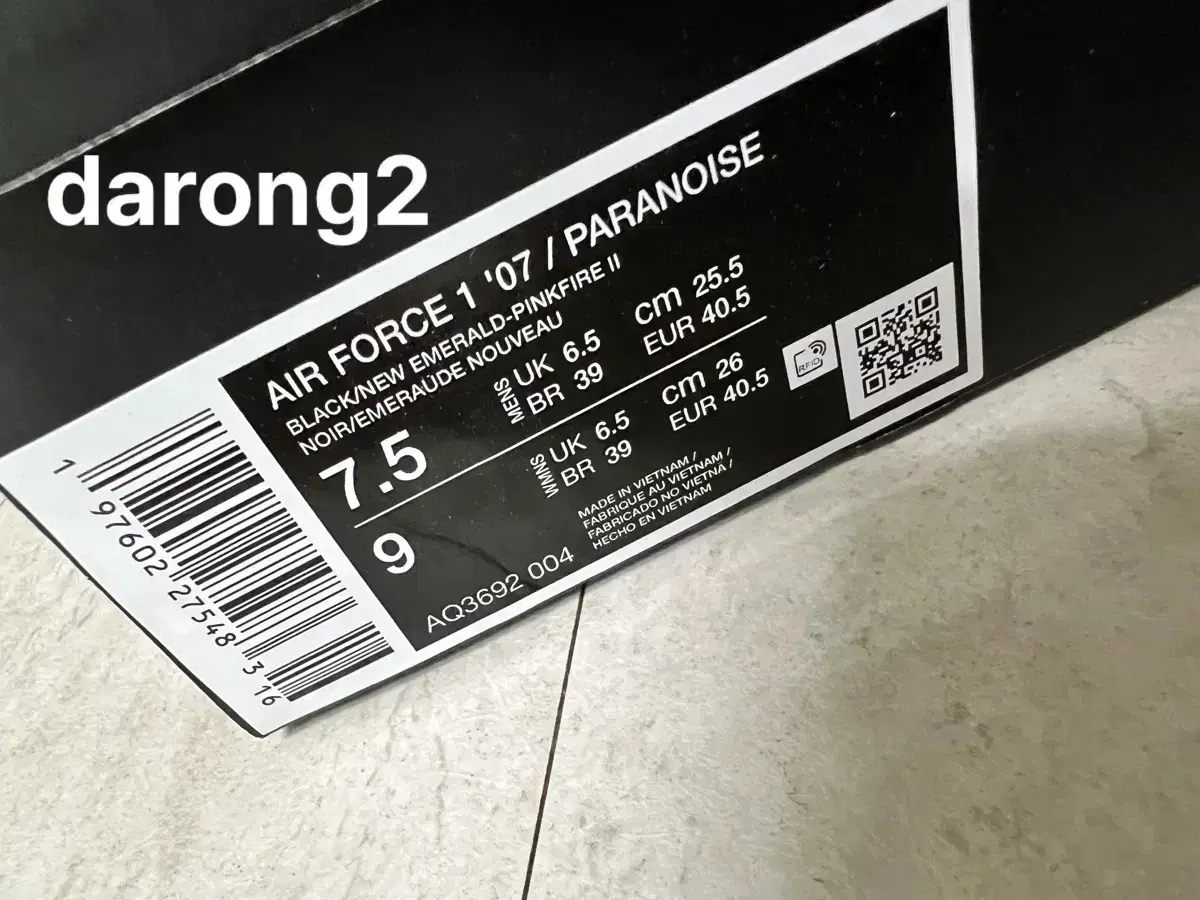 darong2
AIR FORCE 1 '07 / PARANOISE
BLACK/NEW EMERALD-PINKFIRE II
NOIR/EMERAUDE NOUVEAU
7.5
MENS
UK 6.5
BR 39
cm 25.5
EUR 40.5
9
WMNS
UK 6.5
BR 39
cm 26
EUR 40.5
RFID
AQ3692 004
MADE IN VIETNAM /
FABRIQUE AU VIETNAM /
FABRICADO NO VIETNA /
HECHO EN VIETNAM
1 97602 27548 3 16